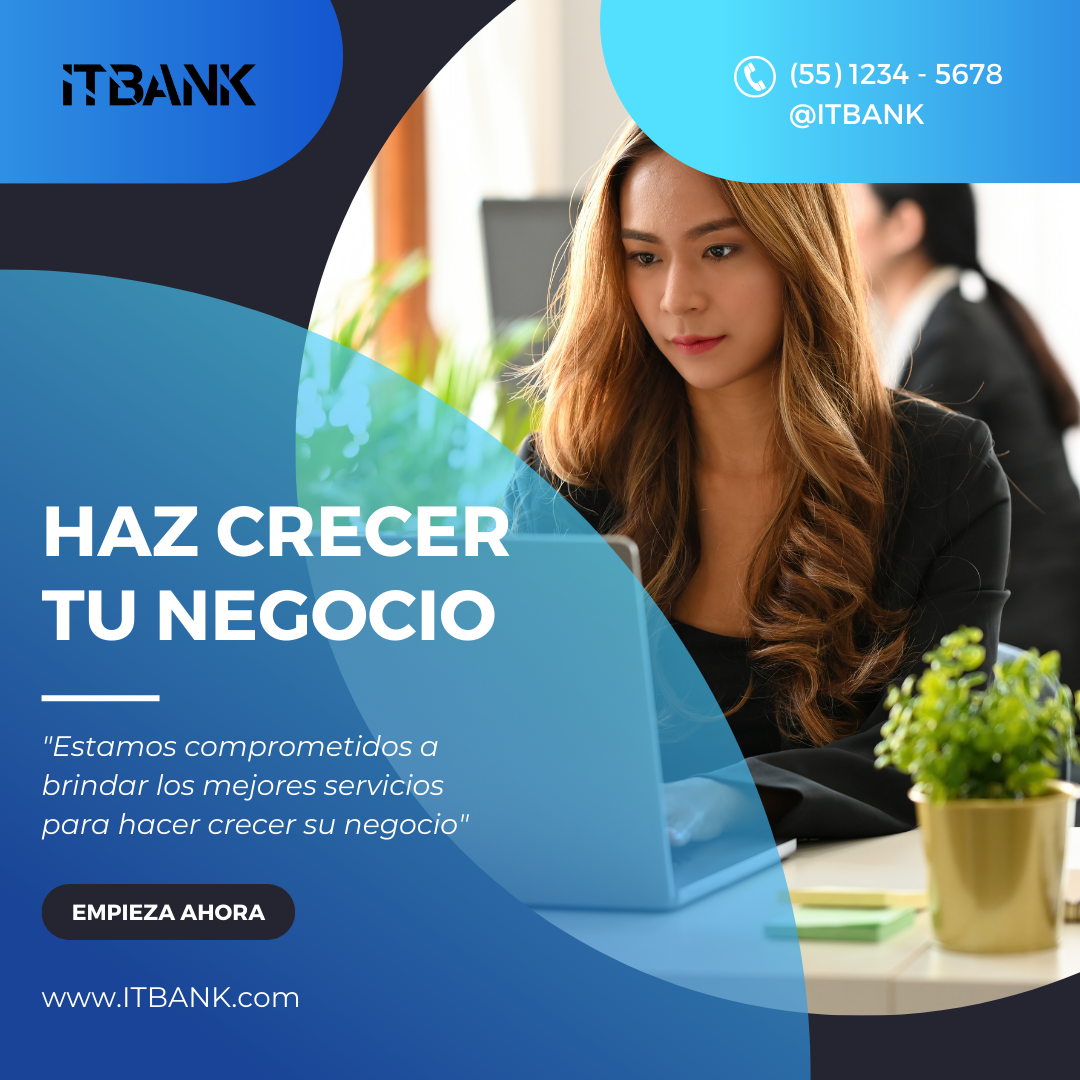 ITBANK
(55) 1234 - 5678
@ITBANK
HAZ CRECER
TU NEGOCIO
"Estamos comprometidos a
brindar los mejores servicios
para hacer crecer su negocio"
EMPIEZA AHORA
www.ITBANK.com